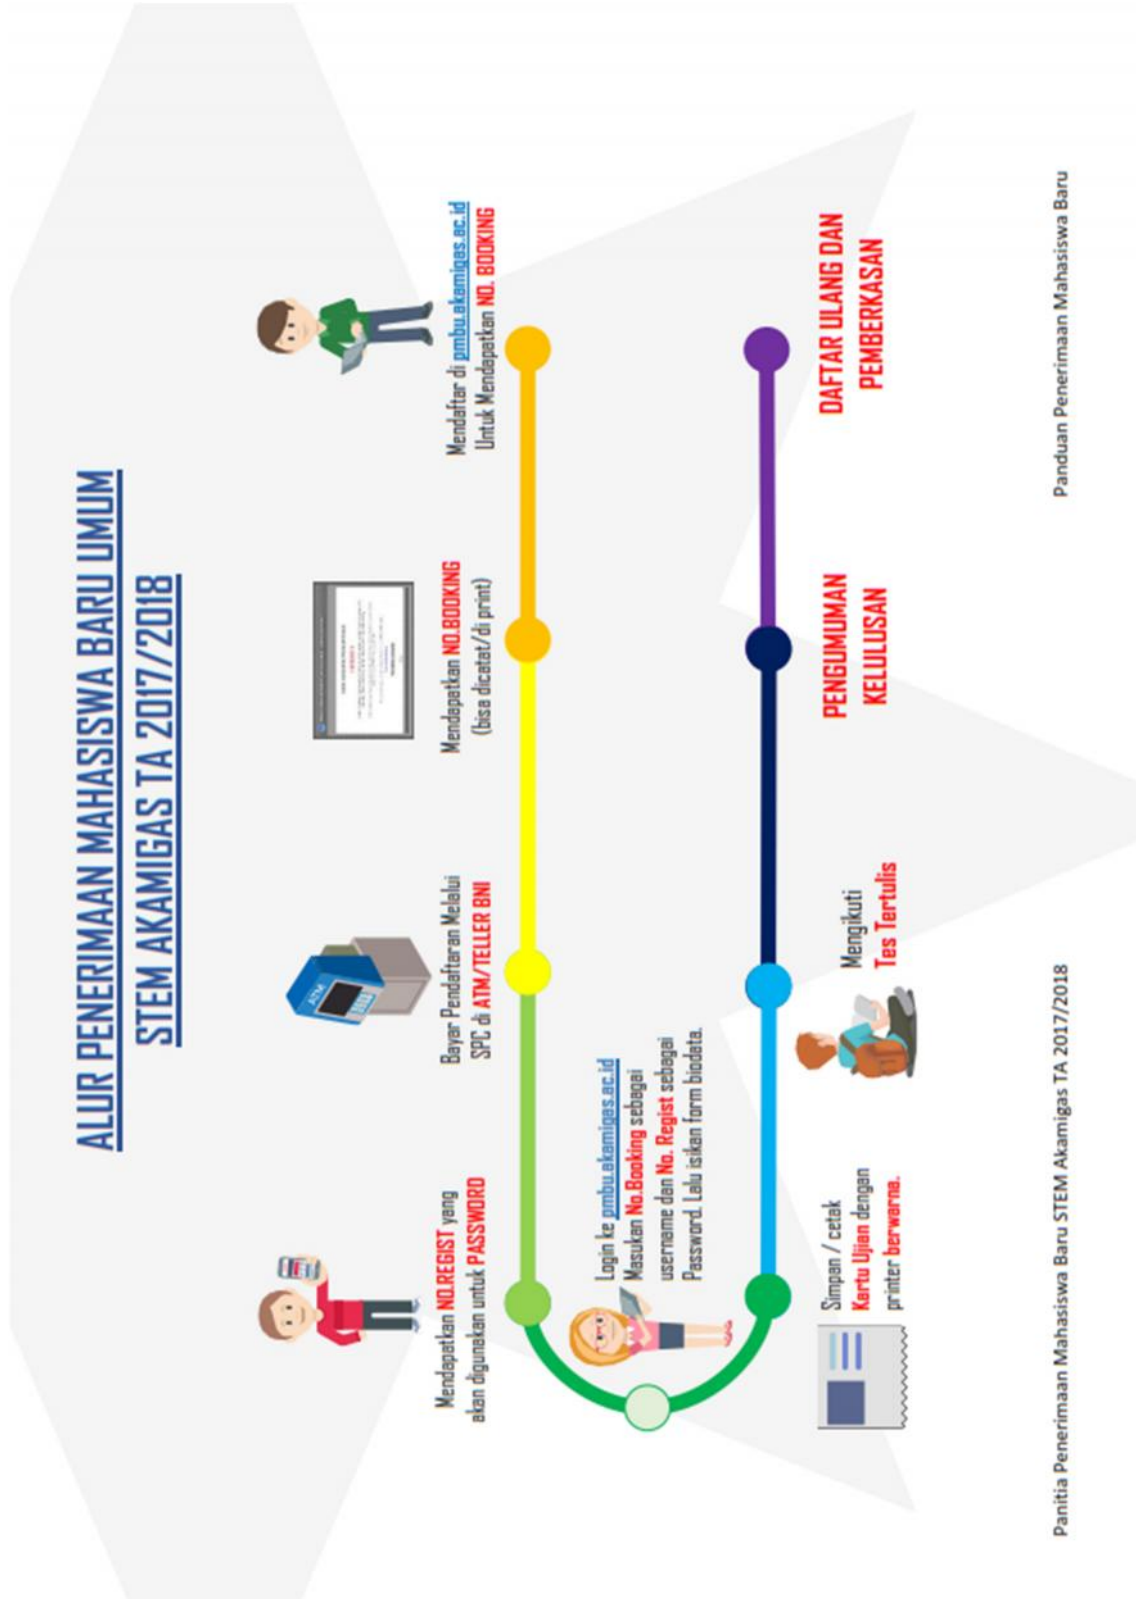 ALUR PENERIMAAN MAHASISWA BARU UMUM
STEM AKAMIGAS TA 2017/2018
Mendapatkan NO.REGIST yang
akan digunakan untuk PASSWORD
ATM
Bayar Pendaftaran Melalui
SPC di ATM/TELLER BNI
Mendapatkan NO.BOOKING
(bisa dicatat/di print)
Mendaftar di pmbu.akamigas.ac.id
Untuk Mendapatkan NO. BOOKING
Login ke pmbu.akamigas.ac.id
Masukan No.Booking sebagai
username dan No. Regist sebagai
Password. Lalu isikan form biodata.
Simpan / cetak
Kartu Ujian dengan
printer berwarna.
Mengikuti
Tes Tertulis
PENGUMUMAN
KELULUSAN
DAFTAR ULANG DAN
PEMBERKASAN
Panitia Penerimaan Mahasiswa Baru STEM Akamigas TA 2017/2018
Panduan Penerimaan Mahasiswa Baru